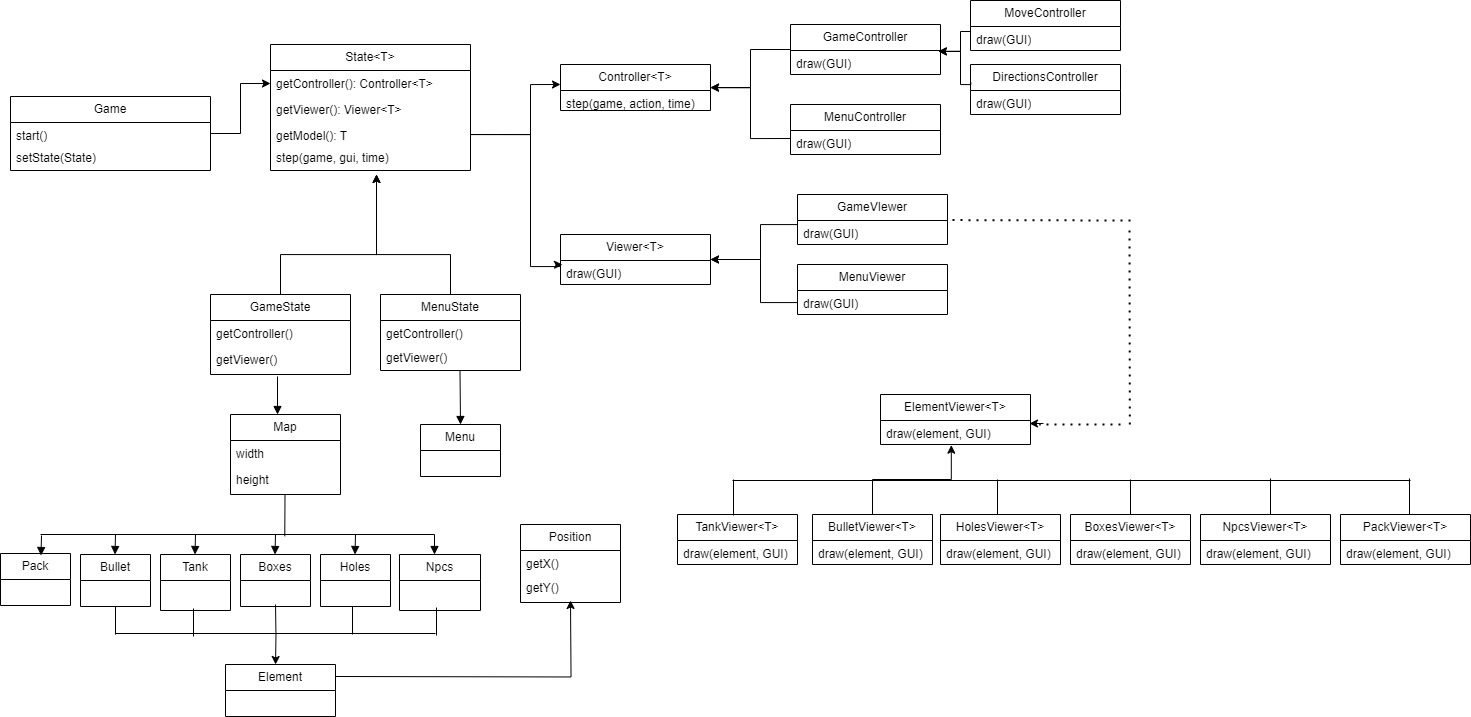 Game
start()
setState(State)
State<T>
getController(): Controller<T>
getViewer(): Viewer<T>
getModel(): T
step(game, gui, time)
Controller<T>
step(game, action, time)
GameController
draw(GUI)
MenuController
draw(GUI)
MoveController
draw(GUI)
DirectionsController
draw(GUI)
Viewer<T>
draw(GUI)
GameVIewer
draw(GUI)
MenuViewer
draw(GUI)
GameState
getController()
getViewer()
MenuState
getController()
getViewer()
Map
width
height
Menu
ElementViewer<T>
draw(element, GUI)
TankViewer<T>
draw(element, GUI)
BulletViewer<T>
draw(element, GUI)
HolesViewer<T>
draw(element, GUI)
BoxesViewer<T>
draw(element, GUI)
NpcsViewer<T>
draw(element, GUI)
PackViewer<T>
draw(element, GUI)
Pack
Bullet
Tank
Boxes
Holes
Npcs
Position
getX()
getY()
Element